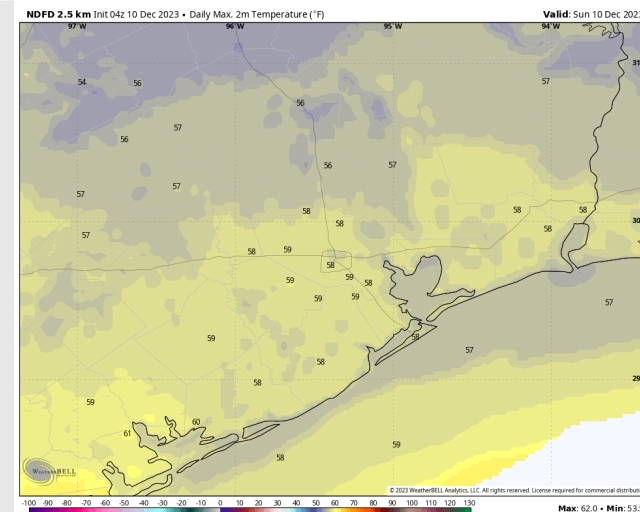 NDFD 2.5 km Init 04z 10 Dec 2023 • Daily Max. 2m Temperature (°F)
Valid: Sun 10 Dec 202
97°W 96°W 95°W 94°W
31
54 56 57
56
57
56
56 57
57 57
58 58 58
58 58
30
57
58 59
58
59 59 58
59 59 57
59 58
57
58
58
29
59
60
61
59
58
WEATHERBELL
© 2023 WeatherBELL Analytics, LLC. All rights reserved. License required for commercial distributi
-100 -90 -80 -70 -60 -50 -40 -30 -20 -10 0 10 20 30 40 50 60 70 80 90 100 110 120 130
Max: 62.0 • Min: 53.